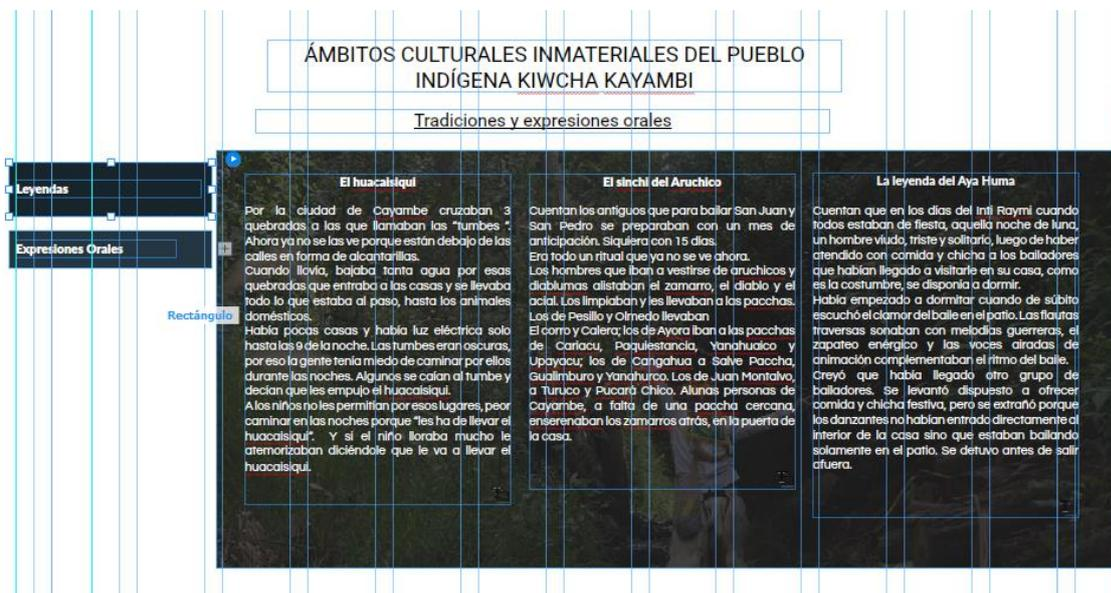 ÁMBITOS CULTURALES INMATERIALES DEL PUEBLO
INDÍGENA KIWCHA KAYAMBI
Tradiciones y expresiones orales
Leyendas
Expresiones Orales
Rectángulo
El huacaisiqui
Por la ciudad de Cayambe cruzaban 3
quebradas a las que llamaban las "tumbes ".
Ahora ya no se las ve porque están debajo de las
calles en forma de alcantarillas.
Cuando llovía, bajaba tanta agua por esas
quebradas que entraba a las casas y se llevaba
todo lo que estaba al paso, hasta los animales
domésticos.
Había pocas casas y había luz eléctrica solo
hasta las 9 de la noche. Las tumbes eran oscuras,
por eso la gente tenía miedo de caminar por ellos
durante las noches. Algunos se caían al tumbe y
decían que les empujo el huacaisiqui.
A los niños no les permitían por esos lugares, peor
caminar en las noches porque "les ha de llevar el
huacaisiqui". Y si el niño lloraba mucho le
atemorizaban diciéndole que le va a llevar el
huacaisiqui.
El sinchi del Aruchico
Cuentan los antiguos que para bailar San Juan y
San Pedro se preparaban con un mes de
anticipación. Siquiera con 15 días.
Era todo un ritual que ya no se ve ahora.
Los hombres que iban a vestirse de aruchicos y
diablumas alistaban el zamarro, el diablo y el
acial. Los limpiaban y les llevaban a las pacchas.
Los de Pesillo y Olmedo llevaban
El corro y Calera; los de Ayora iban a las pacchas
de Cariacu, Paquiestancia, Yanahuaico y
Upayacu; los de Cangahua a Salve Paccha,
Gualimburo y Yanahurco. Los de Juan Montalvo,
a Turuco y Pucará Chico. Alunas personas de
Cayambe, a falta de una paccha cercana,
enserenaban los zamarros atrás, en la puerta de
la casa.
La leyenda del Aya Huma
Cuentan que en los días del Inti Raymi cuando
todos estaban de fiesta, aquella noche de luna,
un hombre viudo, triste y solitario, luego de haber
atendido con comida y chicha a los bailadores
que habían llegado a visitarle en su casa, como
es la costumbre, se disponía a dormir.
Había empezado a dormitar cuando de súbito
escuchó el clamor del baile en el patio. Las flautas
traversas sonaban con melodías guerreras, el
zapateo enérgico y las voces airadas de
animación complementaban el ritmo del baile.
Creyó que había llegado otro grupo de
bailadores. Se levantó dispuesto a ofrecer
comida y chicha festiva, pero se extrañó porque
los danzantes no habían entrado directamente al
interior de la casa sino que estaban bailando
solamente en el patio. Se detuvo antes de salir
afuera.